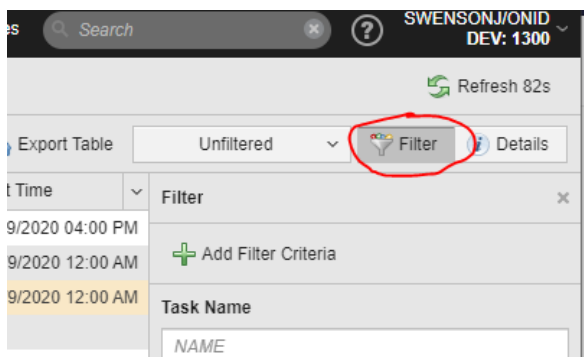 es Search ? SWENSONJ/ONID
DEV: 1300
Refresh 82s
Export Table Unfiltered Filter i Details
t Time Filter
9/2020 04:00 PM
Add Filter Criteria
9/2020 12:00 AM
9/2020 12:00 AM Task Name
NAME